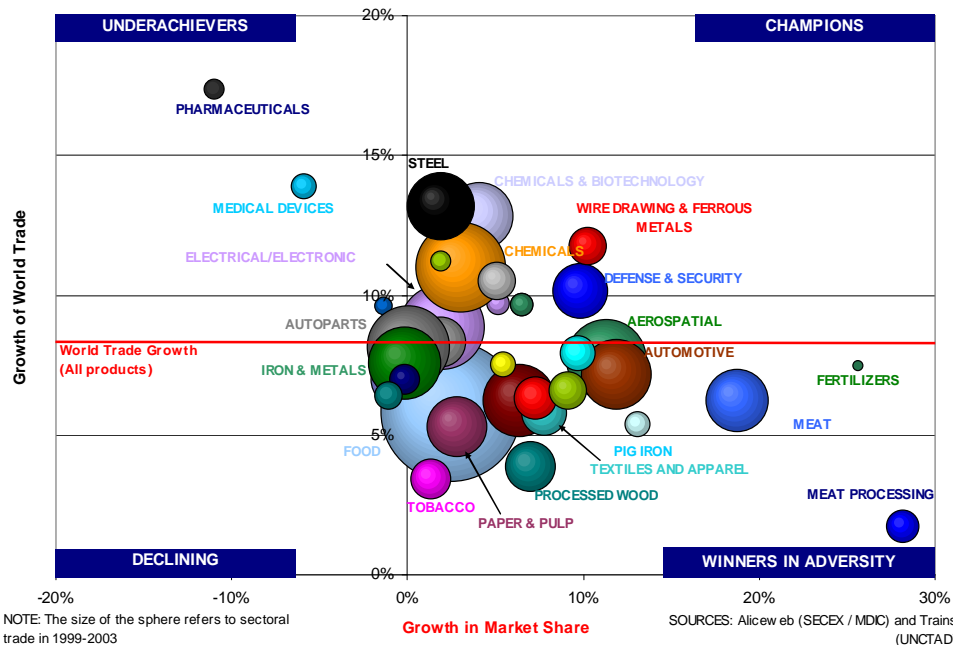 20%
UNDERACHIEVERS
CHAMPIONS
PHARMACEUTICALS
15%
STEEL
CHEMICALS & BIOTECHNOLOGY
MEDICAL DEVICES
WIRE DRAWING & FERROUS
METALS
ELECTRICAL/ELECTRONIC
CHEMICALS
DEFENSE & SECURITY
Growth of World Trade
10%
AUTOPARTS
AEROSPATIAL
World Trade Growth
(All products)
AUTOMOTIVE
IRON & METALS
FERTILIZERS
5%
MEAT
FOOD
PIG IRON
TEXTILES AND APPAREL
PROCESSED WOOD
MEAT PROCESSING
TOBACCO
PAPER & PULP
DECLINING
WINNERS IN ADVERSITY
0%
-20%
-10%
0%
10%
20%
30%
NOTE: The size of the sphere refers to sectoral
trade in 1999-2003
Growth in Market Share
SOURCES: Aliceweb (SECEX / MDIC) and Trains
(UNCTAD